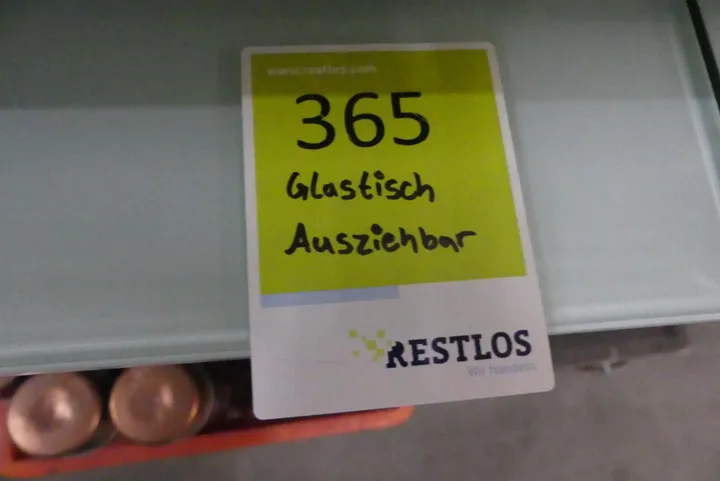 www.restlos.com
365
Glastisch
Ausziehbar
RESTLOS
Wir handeln.